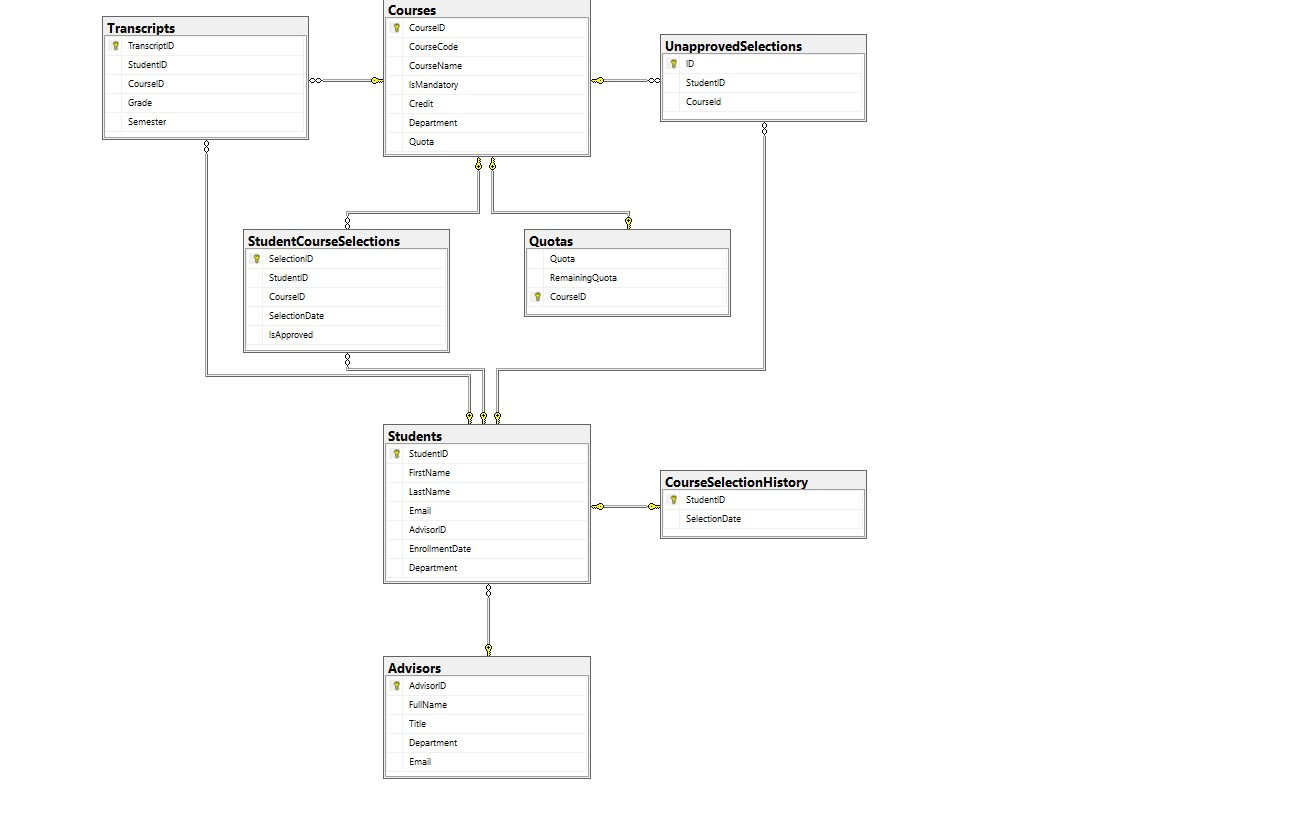 Transcripts
TranscriptID
StudentID
CourseID
Grade
Semester
Courses
CourseID
CourseCode
CourseName
IsMandatory
Credit
Department
Quota
UnapprovedSelections
ID
StudentID
CourseId
StudentCourseSelections
SelectionID
StudentID
CourseID
SelectionDate
IsApproved
Quotas
Quota
RemainingQuota
CourseID
Students
StudentID
FirstName
LastName
Email
AdvisorID
EnrollmentDate
Department
CourseSelectionHistory
StudentID
SelectionDate
Advisors
AdvisorID
FullName
Title
Department
Email